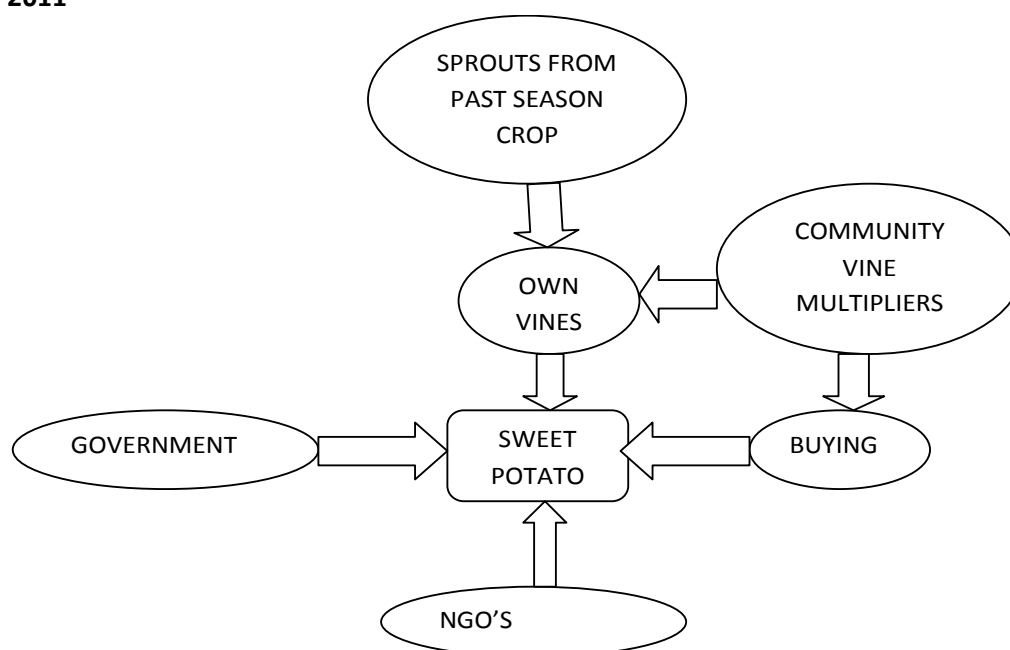 2011
SPROUTS FROM
PAST SEASON
CROP
COMMUNITY
VINE
MULTIPLIERS
OWN
VINES
GOVERNMENT
SWEET
POTATO
BUYING
NGO'S